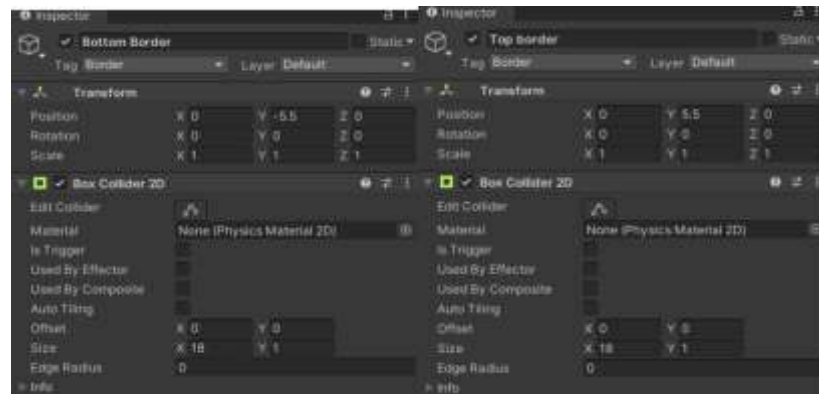 Inspector
Bottom Border Static
Tag Border Layer Default
Transform
Position X 0 Y -5.5 Z 0
Rotation X 0 Y 0 Z 0
Scale X 1 Y 1 Z 1
Box Collider 2D
Edit Collider
Material None (Physics Material 2D)
Is Trigger
Used By Effector
Used By Composite
Auto Tiling
Offset X 0 Y 0
Size X 18 Y 1
Edge Radius 0
Info
Inspector
Top border Static
Tag Border Layer Default
Transform
Position X 0 Y 5.5 Z 0
Rotation X 0 Y 0 Z 0
Scale X 1 Y 1 Z 1
Box Collider 2D
Edit Collider
Material None (Physics Material 2D)
Is Trigger
Used By Effector
Used By Composite
Auto Tiling
Offset X 0 Y 0
Size X 18 Y 1
Edge Radius 0
Info